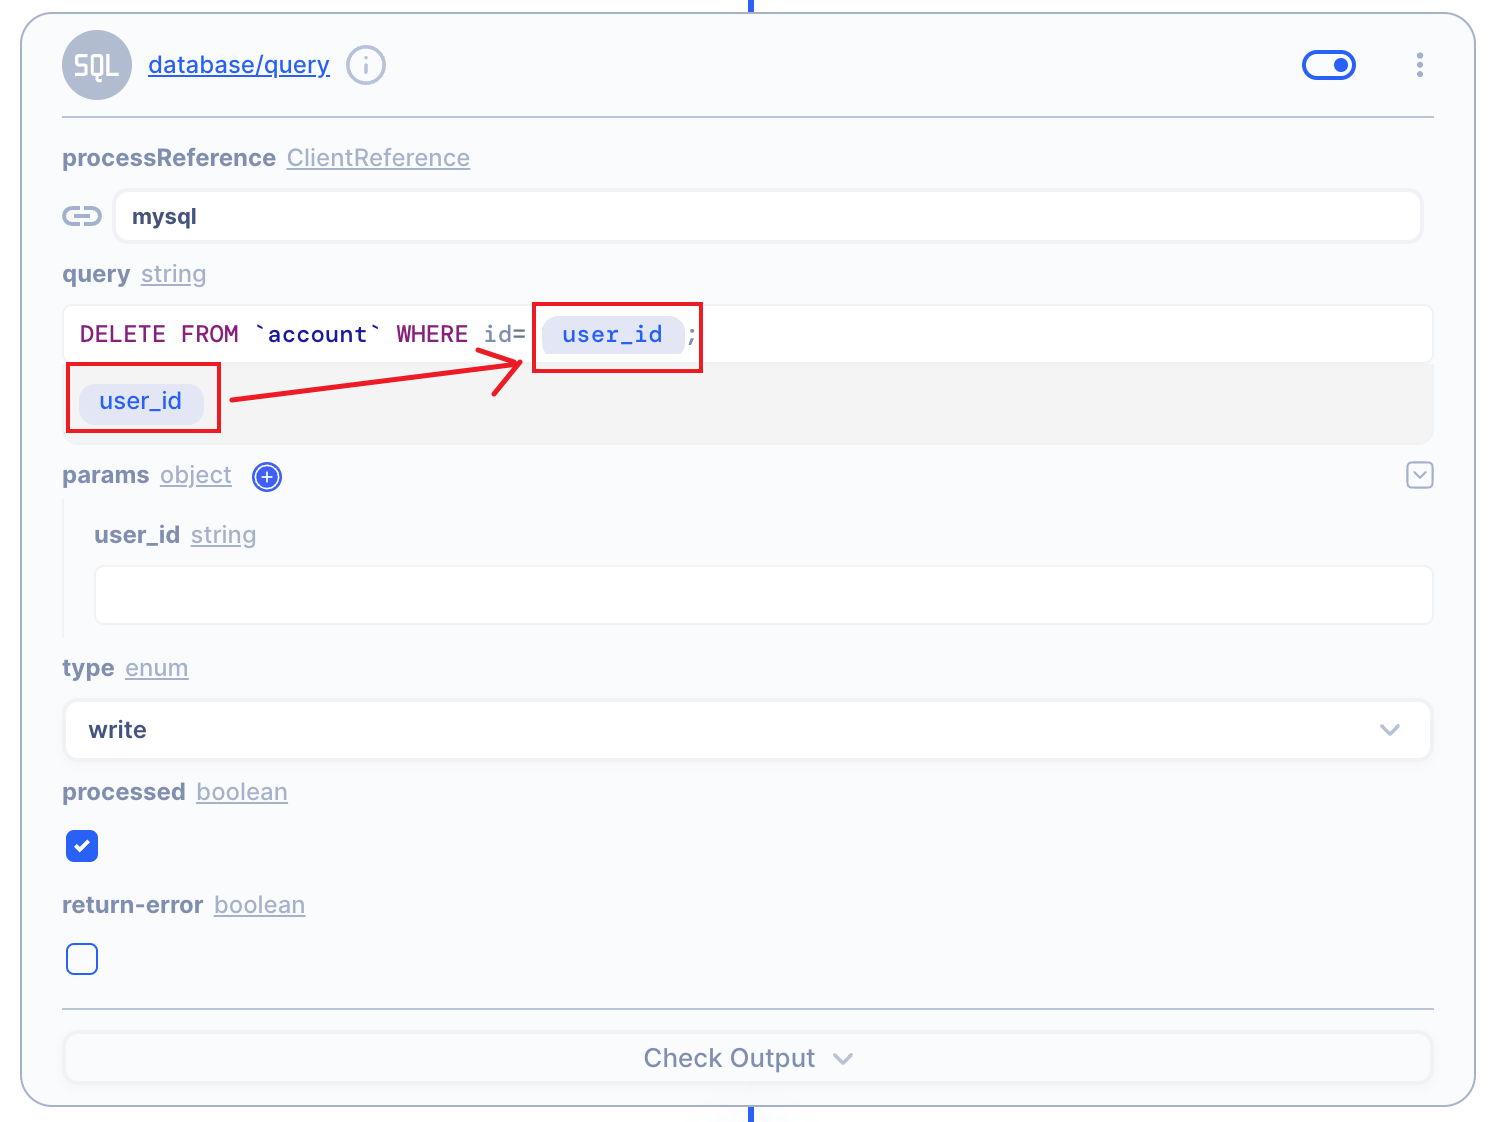 SQL database/query
processReference ClientReference
mysql
query string
DELETE FROM `account` WHERE id= user_id ;
user_id
params object
user_id string
type enum
write
processed boolean
return-error boolean
Check Output